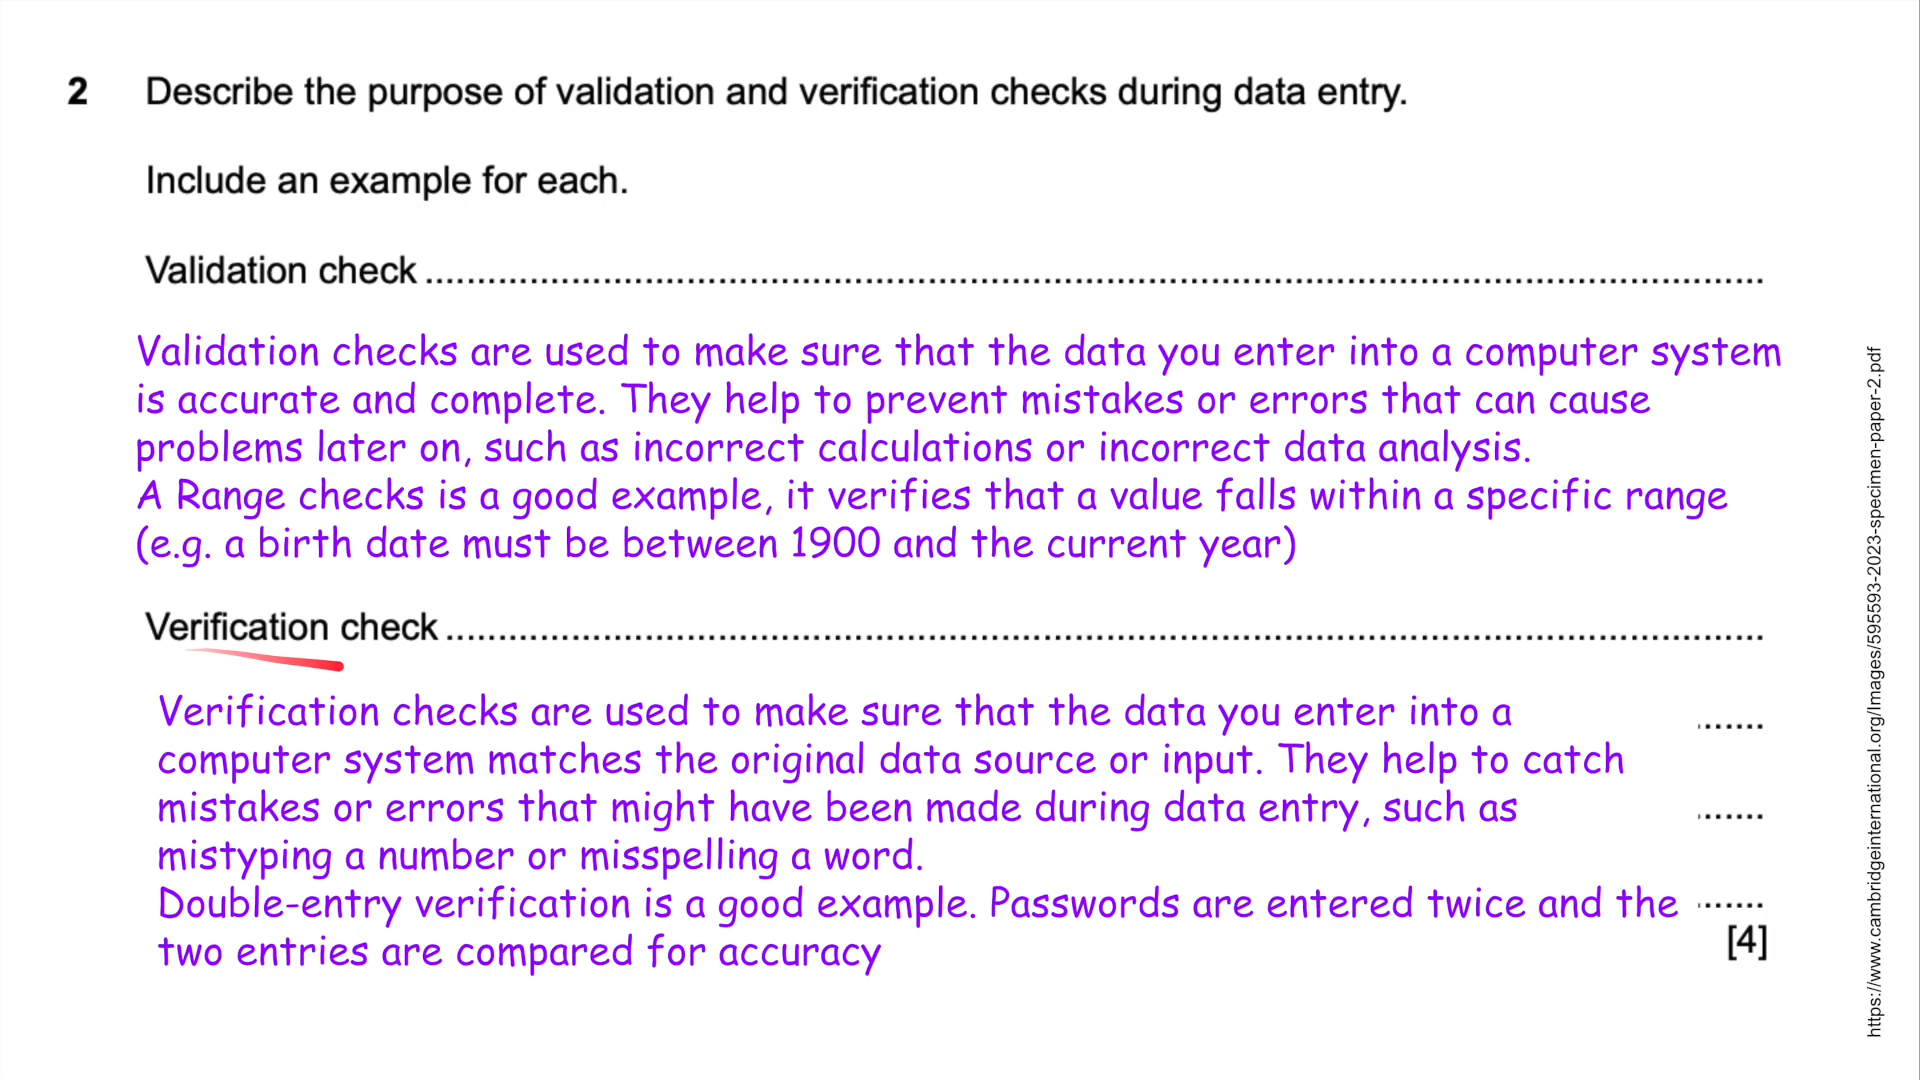 2 Describe the purpose of validation and verification checks during data entry.
Include an example for each.
Validation check ........................................................................................................................
Validation checks are used to make sure that the data you enter into a computer system
is accurate and complete. They help to prevent mistakes or errors that can cause
problems later on, such as incorrect calculations or incorrect data analysis.
A Range checks is a good example, it verifies that a value falls within a specific range
(e.g. a birth date must be between 1900 and the current year)
Verification check ........................................................................................................................
Verification checks are used to make sure that the data you enter into a .......
computer system matches the original data source or input. They help to catch
mistakes or errors that might have been made during data entry, such as .......
mistyping a number or misspelling a word.
Double-entry verification is a good example. Passwords are entered twice and the .......
two entries are compared for accuracy [4]
https://www.cambridgeinternational.org/Images/595593-2023-specimen-paper-2.pdf